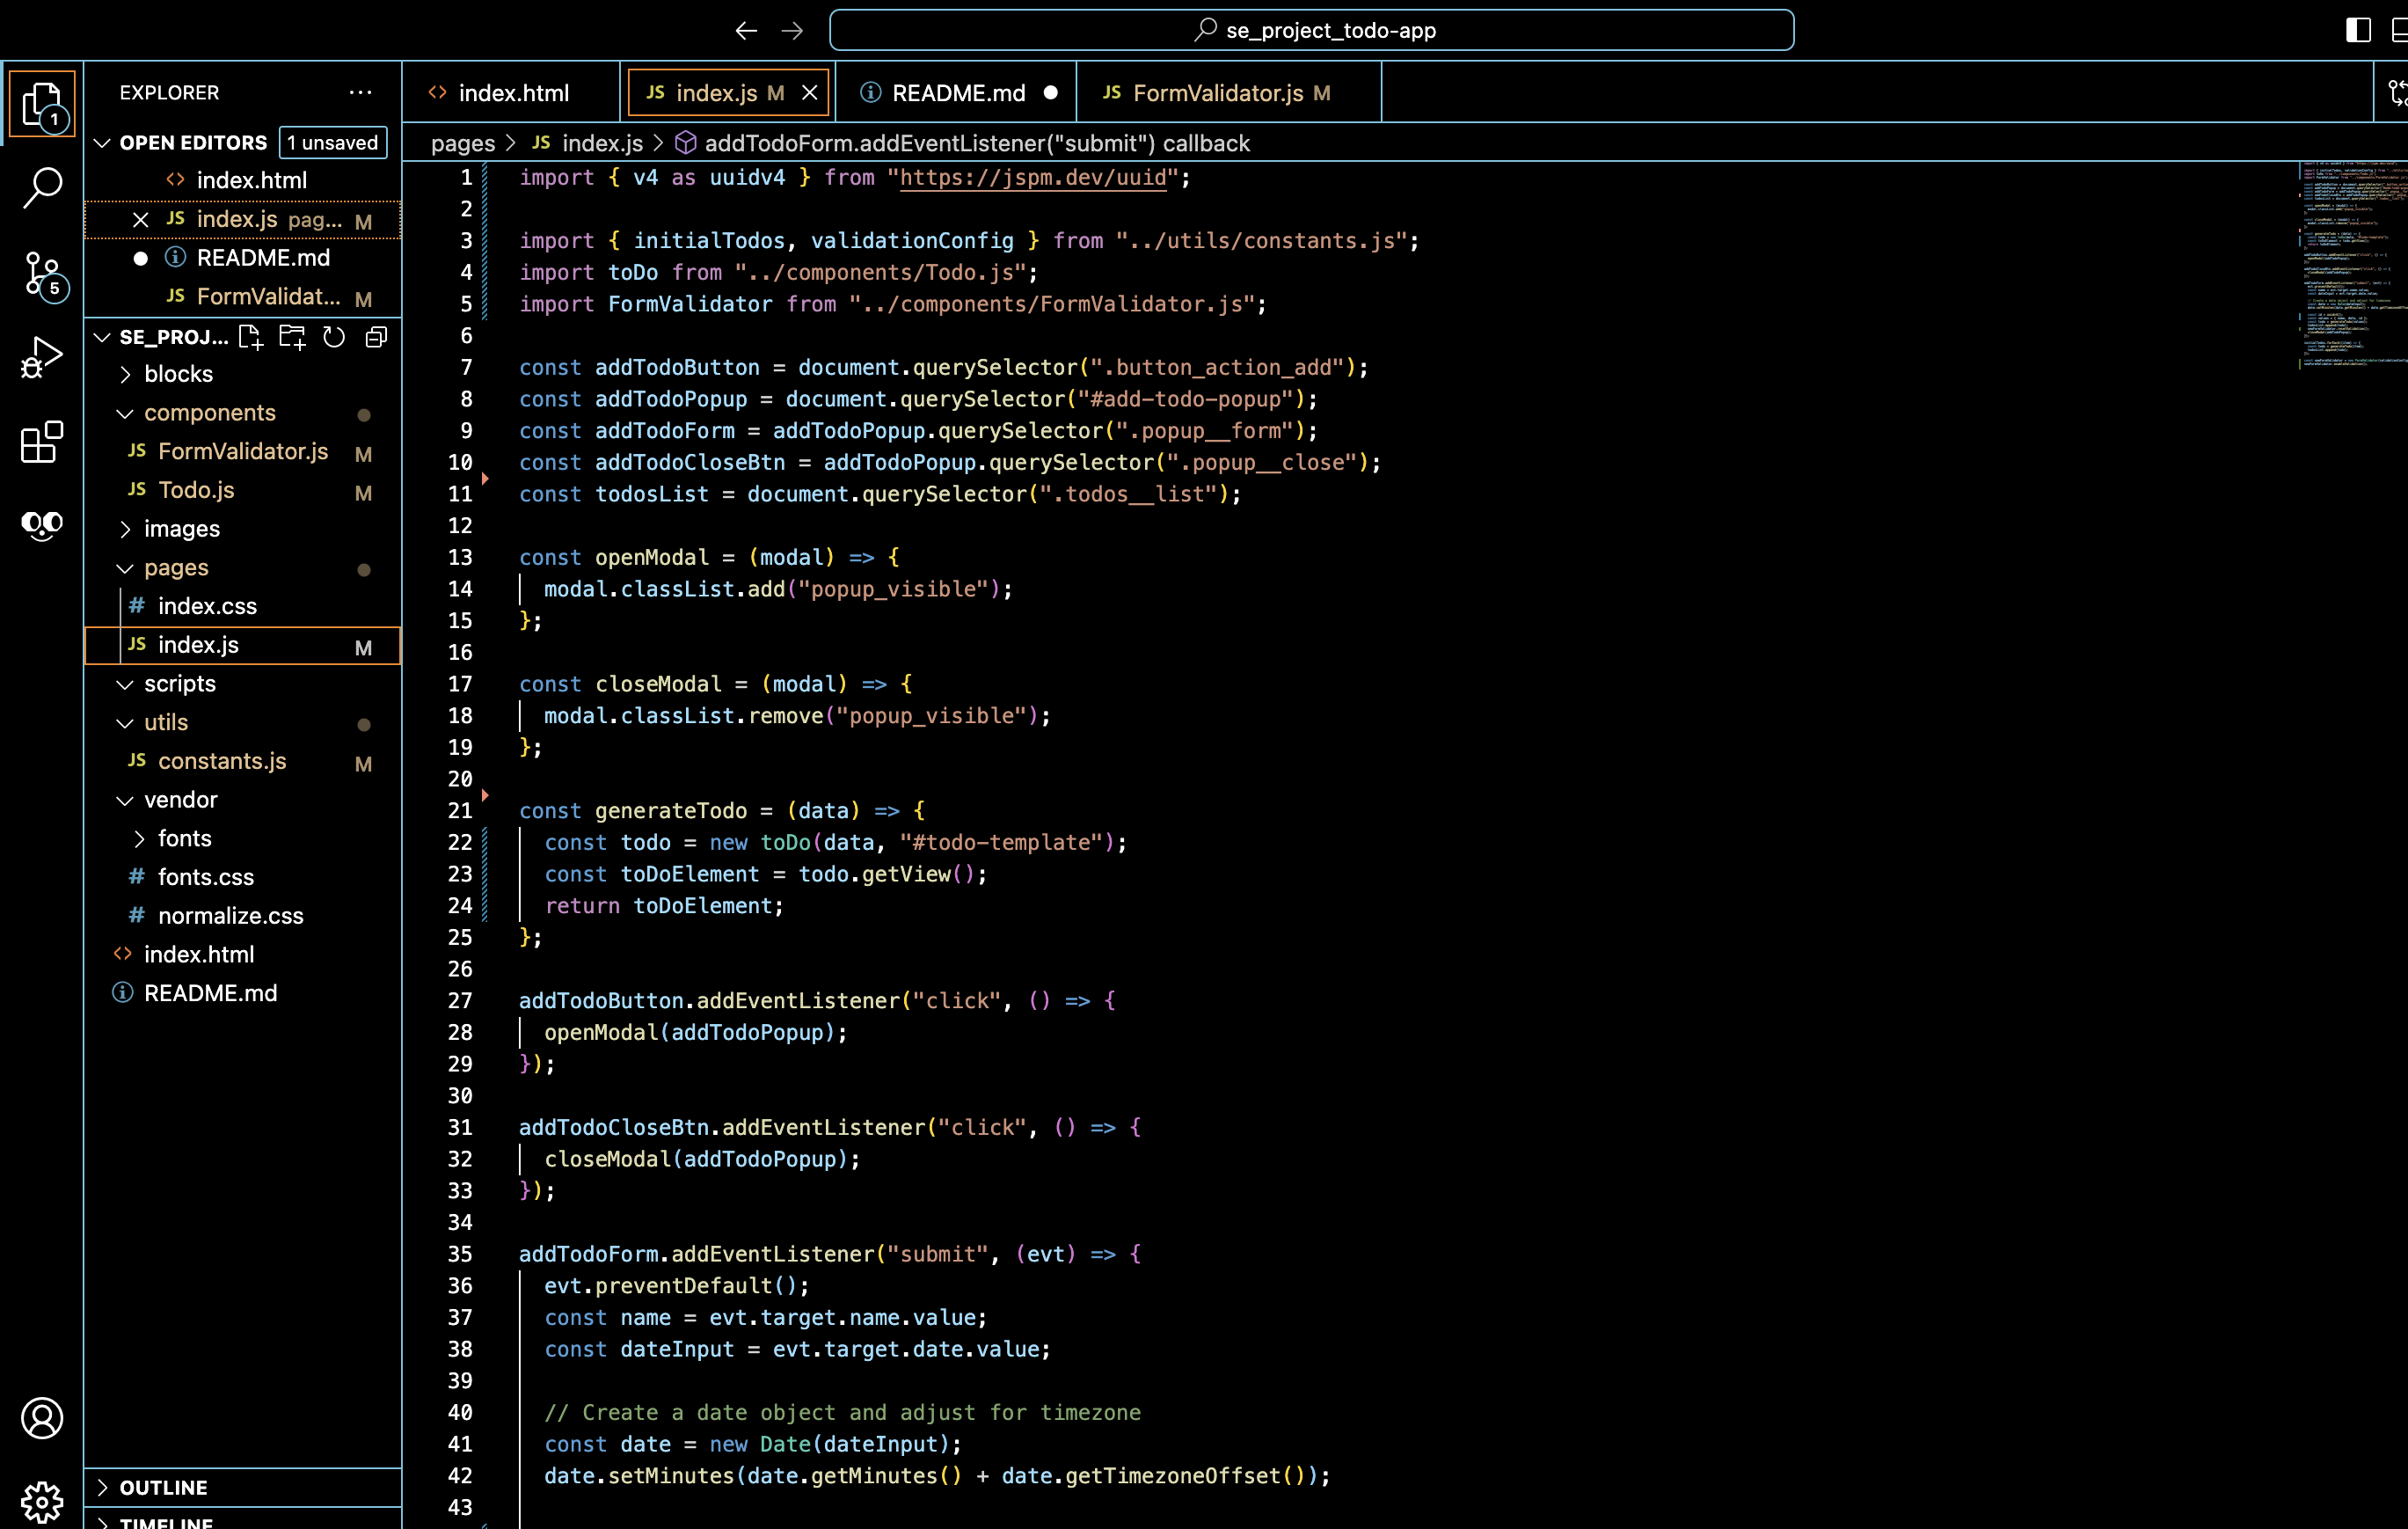 se_project_todo-app
EXPLORER
1
OPEN EDITORS 1 unsaved
index.html
JS index.js pag... M
README.md
JS FormValidat... M
5
SE_PROJ...
blocks
components
JS FormValidator.js M
JS Todo.js M
images
pages
# index.css
JS index.js M
scripts
utils
JS constants.js M
vendor
fonts
# fonts.css
# normalize.css
index.html
README.md
OUTLINE
TIMELINE
index.html
JS index.js M
README.md
JS FormValidator.js M
pages > JS index.js > addTodoForm.addEventListener("submit") callback
1 import { v4 as uuidv4 } from "https://jspm.dev/uuid";
2
3 import { initialTodos, validationConfig } from "../utils/constants.js";
4 import toDo from "../components/Todo.js";
5 import FormValidator from "../components/FormValidator.js";
6
7 const addTodoButton = document.querySelector(".button_action_add");
8 const addTodoPopup = document.querySelector("#add-todo-popup");
9 const addTodoForm = addTodoPopup.querySelector(".popup__form");
10 const addTodoCloseBtn = addTodoPopup.querySelector(".popup__close");
11 const todosList = document.querySelector(".todos__list");
12
13 const openModal = (modal) => {
14   modal.classList.add("popup_visible");
15 };
16
17 const closeModal = (modal) => {
18   modal.classList.remove("popup_visible");
19 };
20
21 const generateTodo = (data) => {
22   const todo = new toDo(data, "#todo-template");
23   const toDoElement = todo.getView();
24   return toDoElement;
25 };
26
27 addTodoButton.addEventListener("click", () => {
28   openModal(addTodoPopup);
29 });
30
31 addTodoCloseBtn.addEventListener("click", () => {
32   closeModal(addTodoPopup);
33 });
34
35 addTodoForm.addEventListener("submit", (evt) => {
36   evt.preventDefault();
37   const name = evt.target.name.value;
38   const dateInput = evt.target.date.value;
39
40   // Create a date object and adjust for timezone
41   const date = new Date(dateInput);
42   date.setMinutes(date.getMinutes() + date.getTimezoneOffset());
43